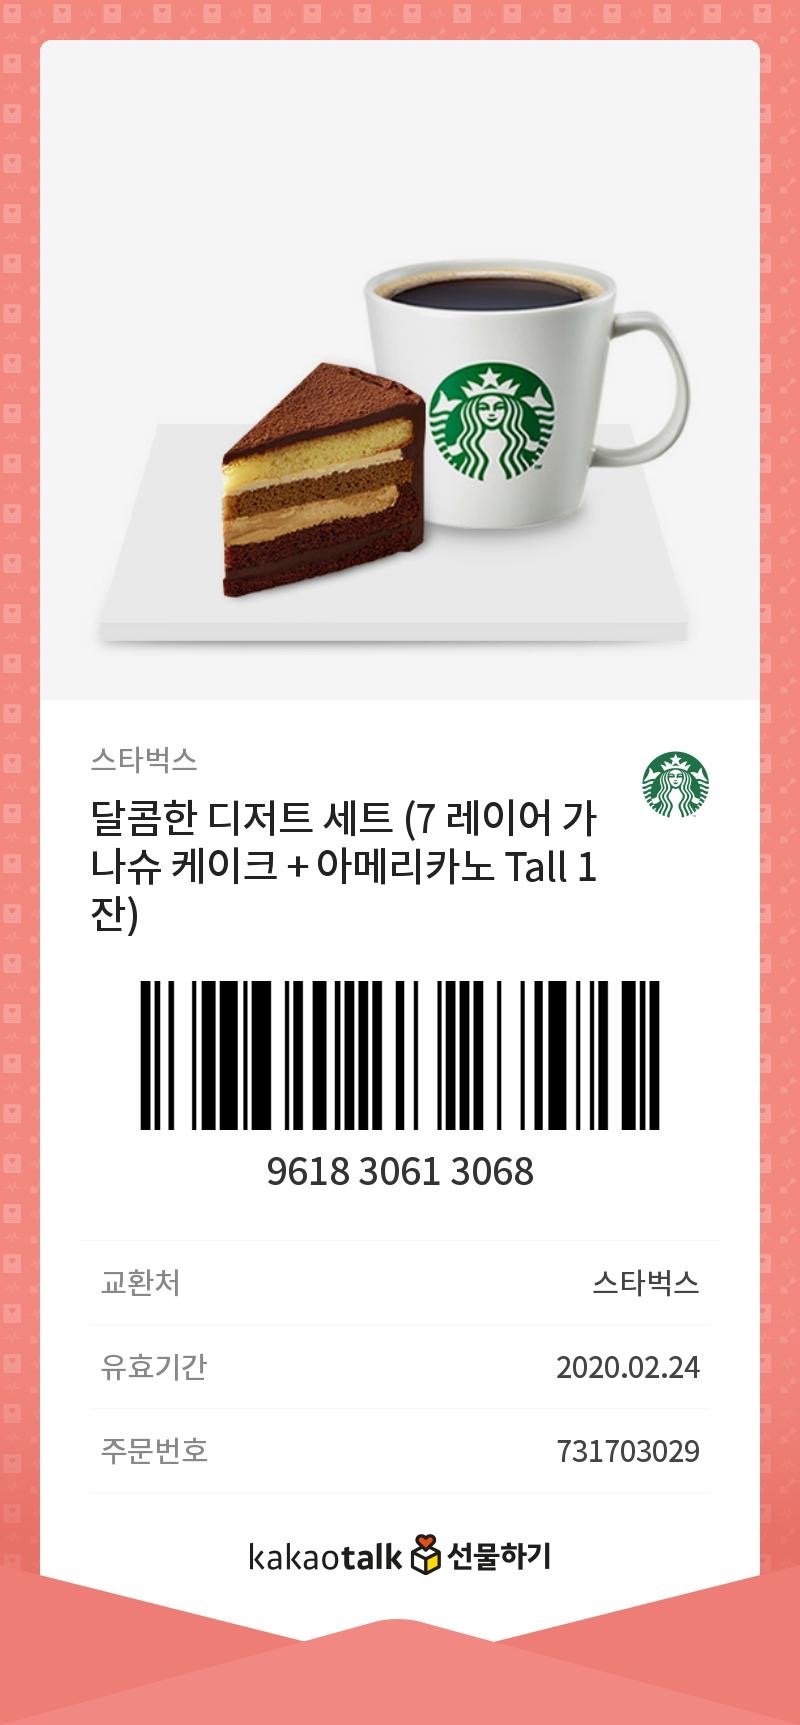 스타벅스
달콤한 디저트 세트 (7 레이어 가
나슈 케이크 + 아메리카노 Tall 1
잔)
9618 3061 3068
교환처 스타벅스
유효기간 2020.02.24
주문번호 731703029
kakaotalk 선물하기